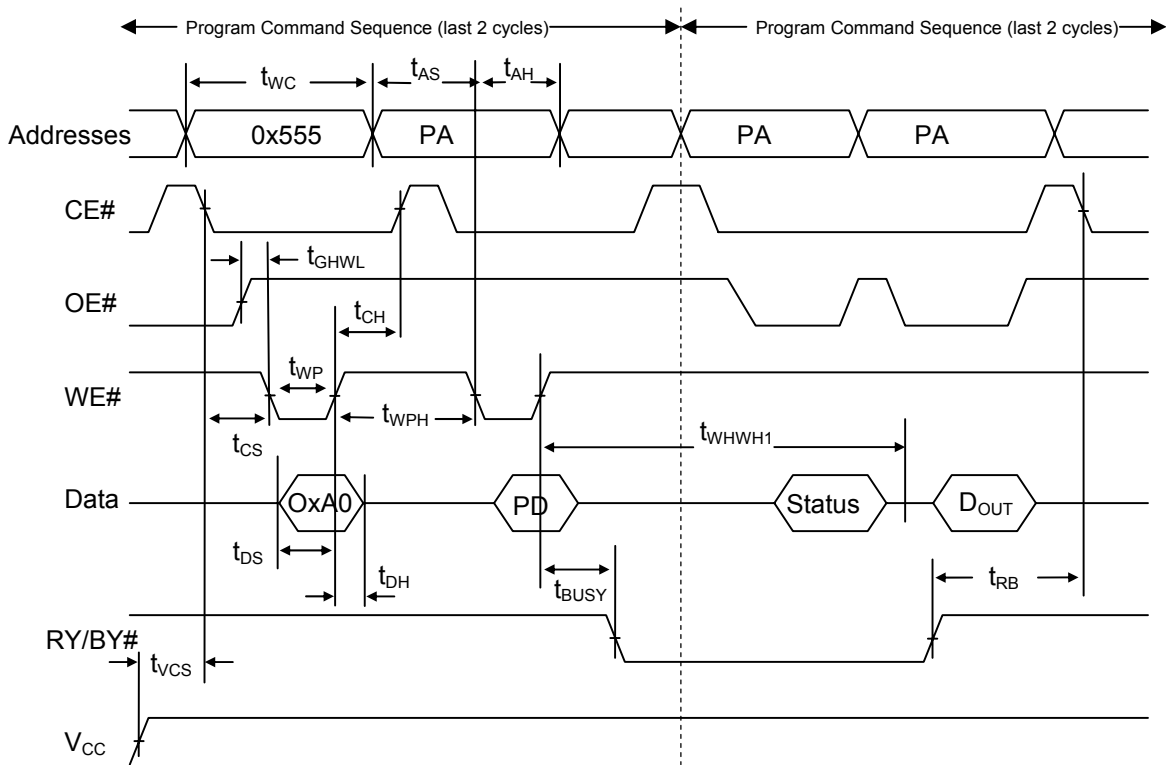 Program Command Sequence (last 2 cycles) Program Command Sequence (last 2 cycles)
tWC tAS tAH
Addresses 0x555 PA PA PA
CE#
tGHWL
OE#
tCH
tWP
WE#
tWPH
tCS tWHWH1
Data OxA0 PD Status DOUT
tDS tDH tBUSY tRB
RY/BY#
tVCS
VCC